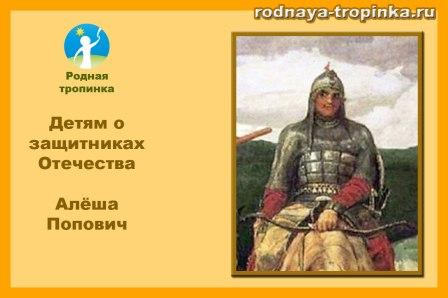 rodnaya-tropinka.ru
Родная
тропинка
Детям о
защитниках
Отечества
Алёша
Попович